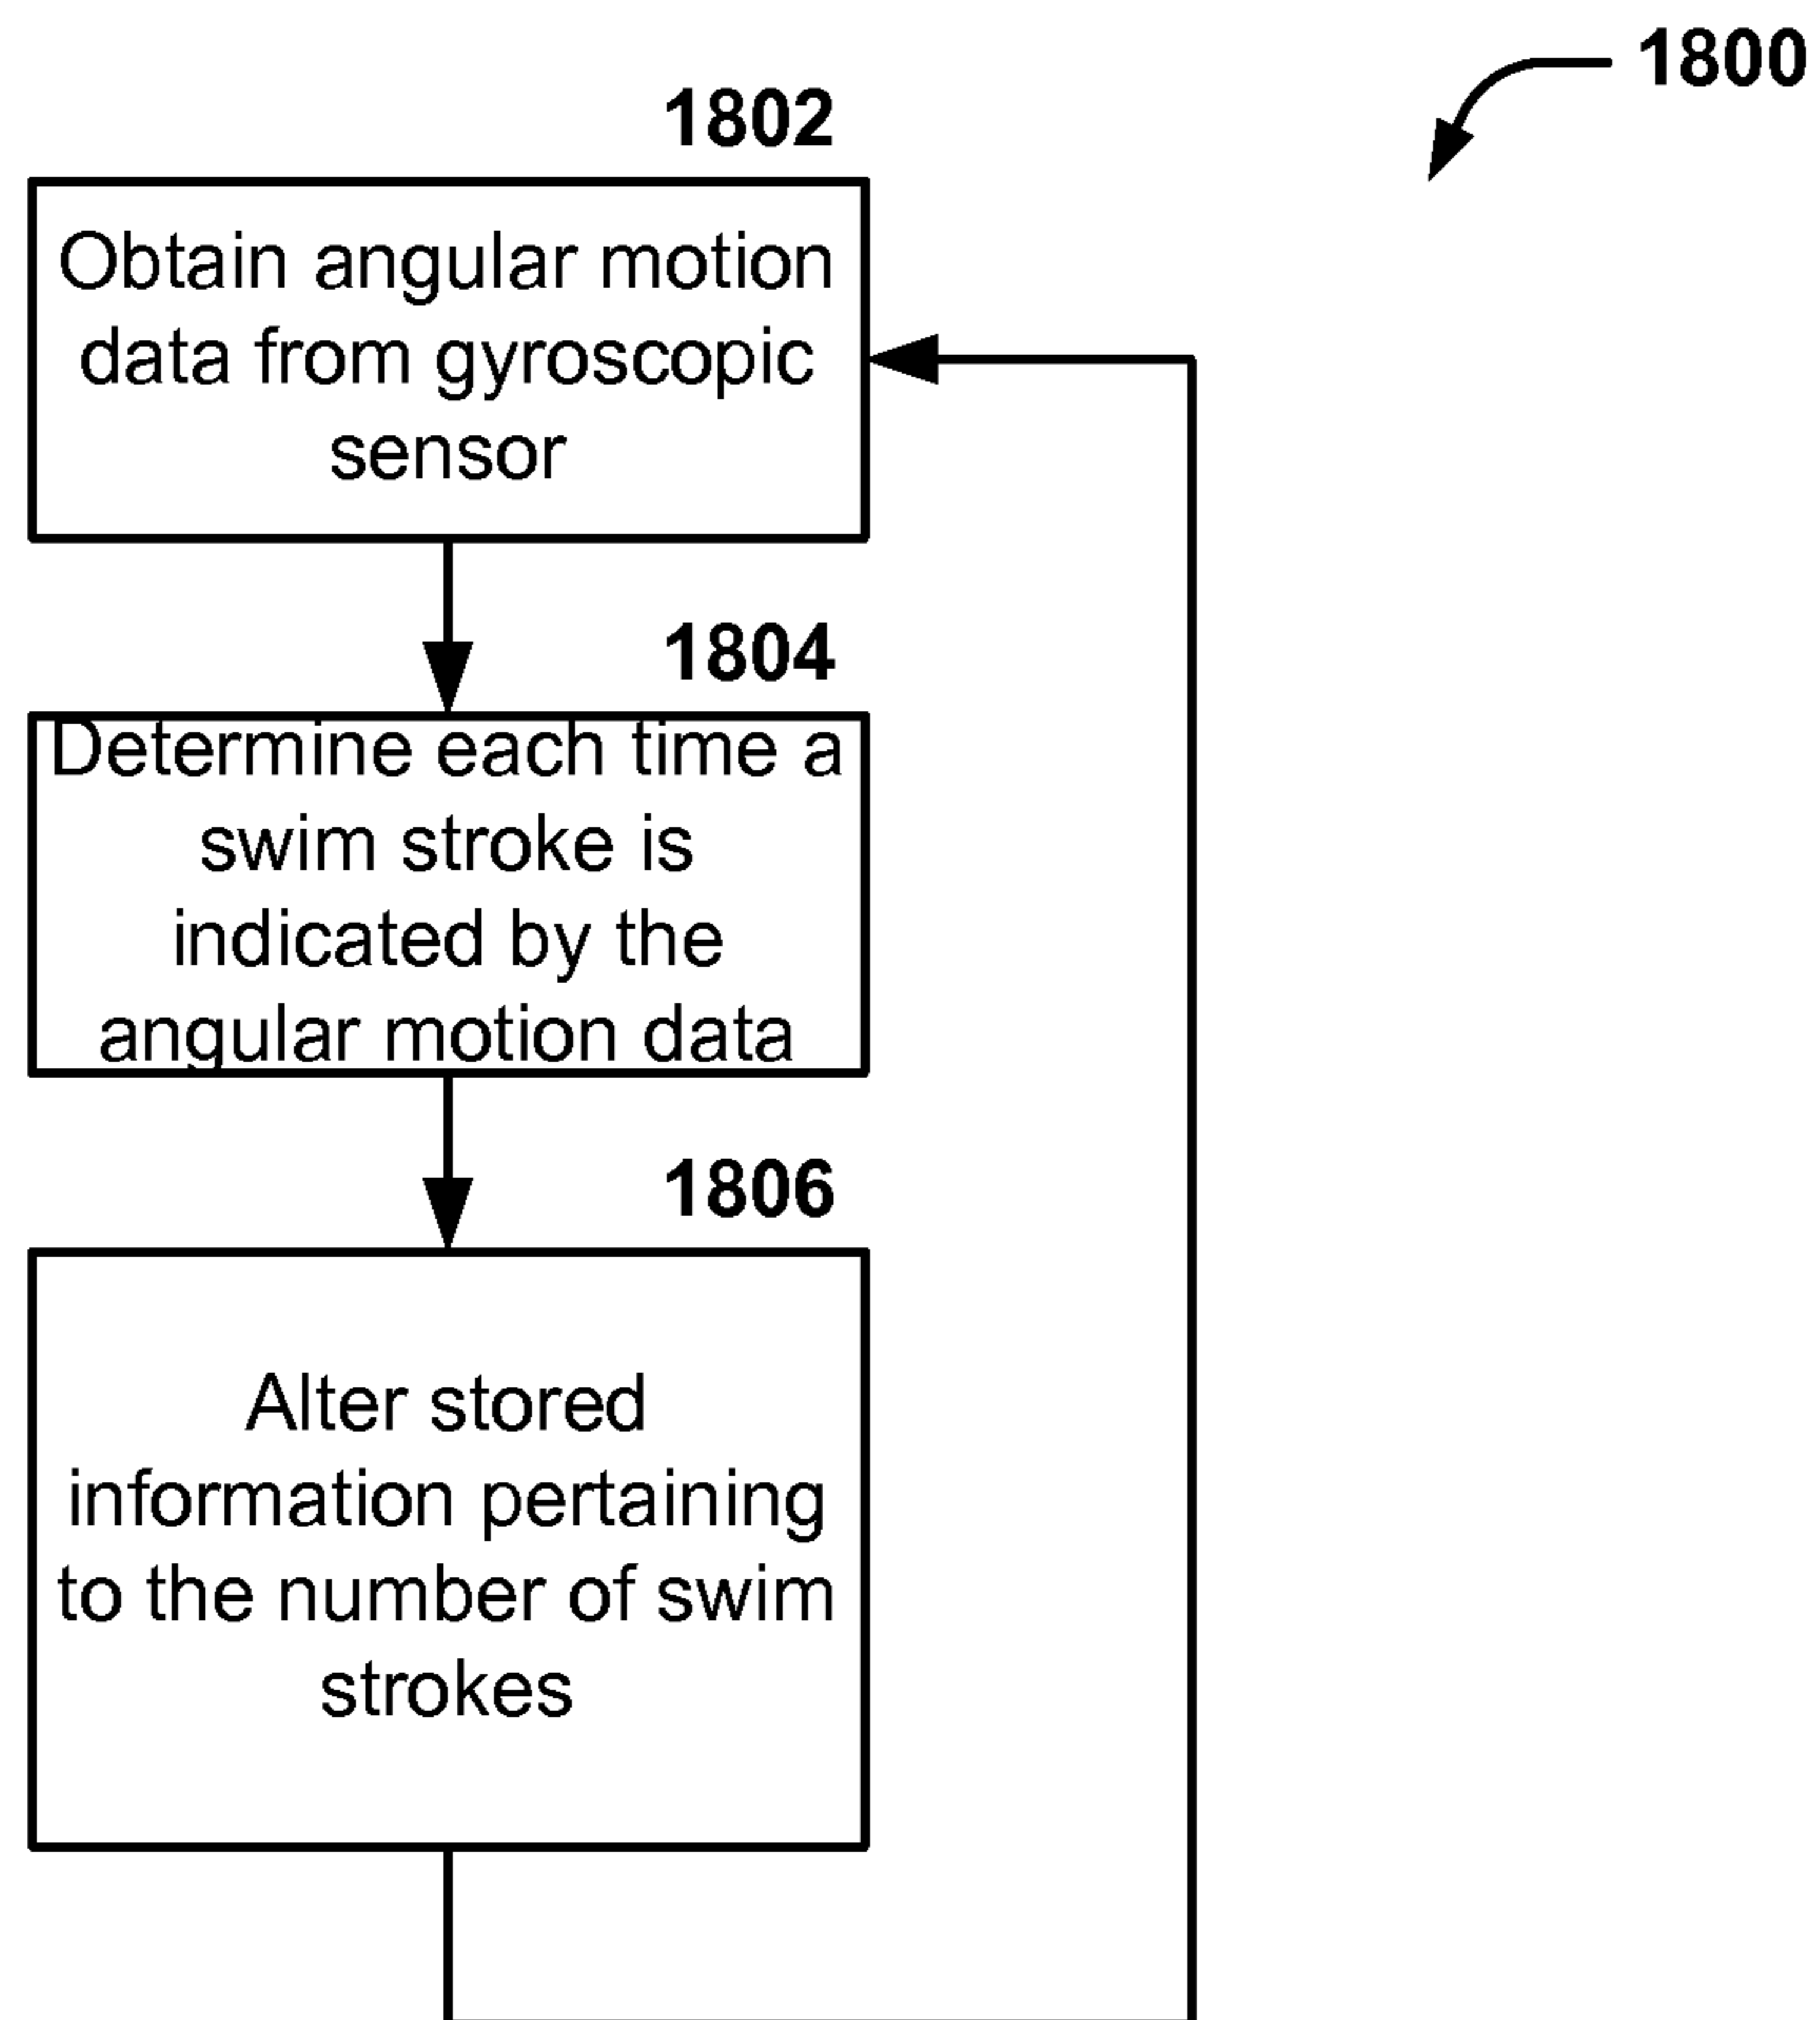 1800
1802
Obtain angular motion
data from gyroscopic
sensor
1804
Determine each time a
swim stroke is
indicated by the
angular motion data
1806
Alter stored
information pertaining
to the number of swim
strokes